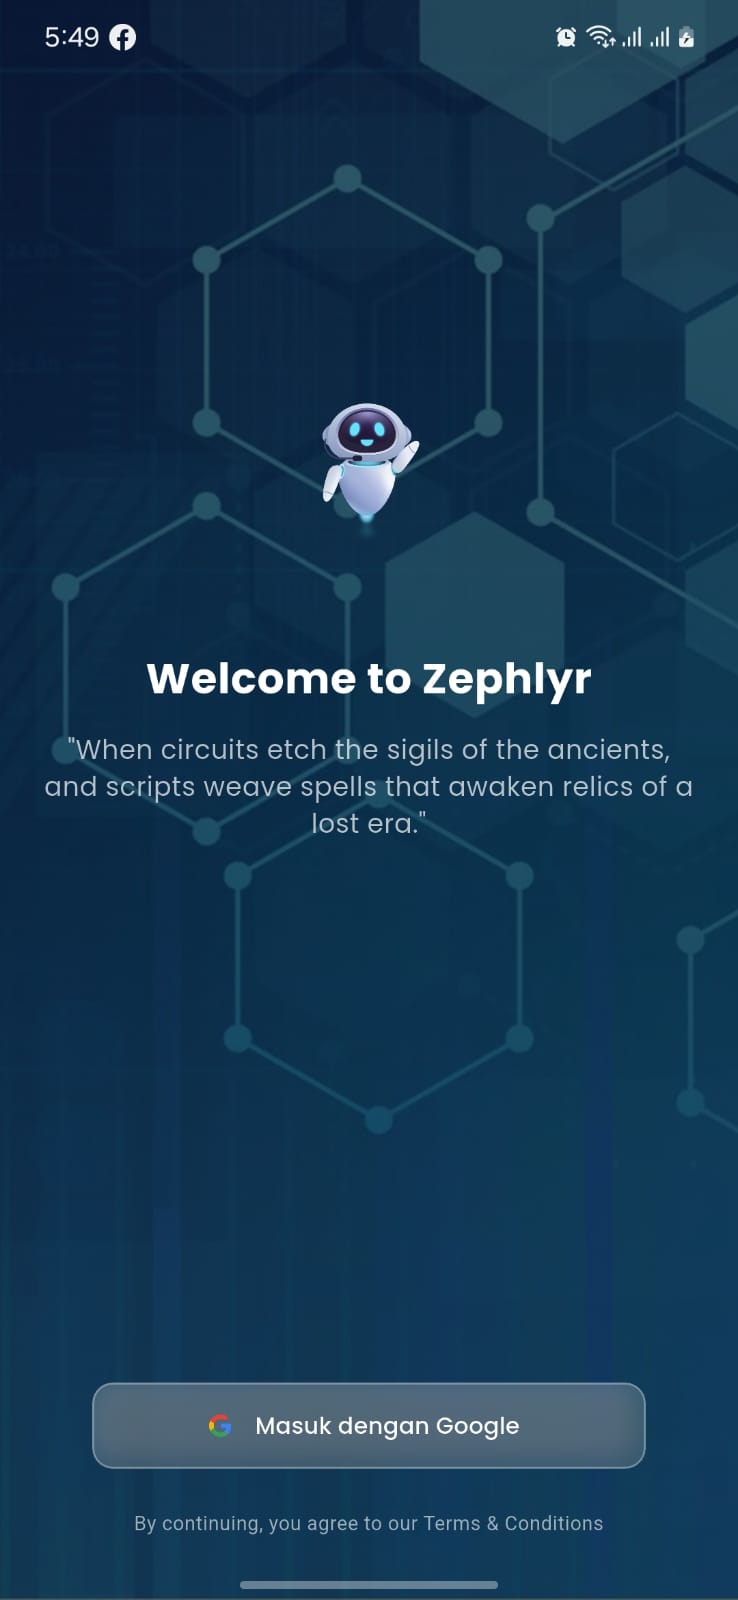 5:49
Welcome to Zephlyr
"When circuits etch the sigils of the ancients,
and scripts weave spells that awaken relics of a
lost era."
Masuk dengan Google
By continuing, you agree to our Terms & Conditions